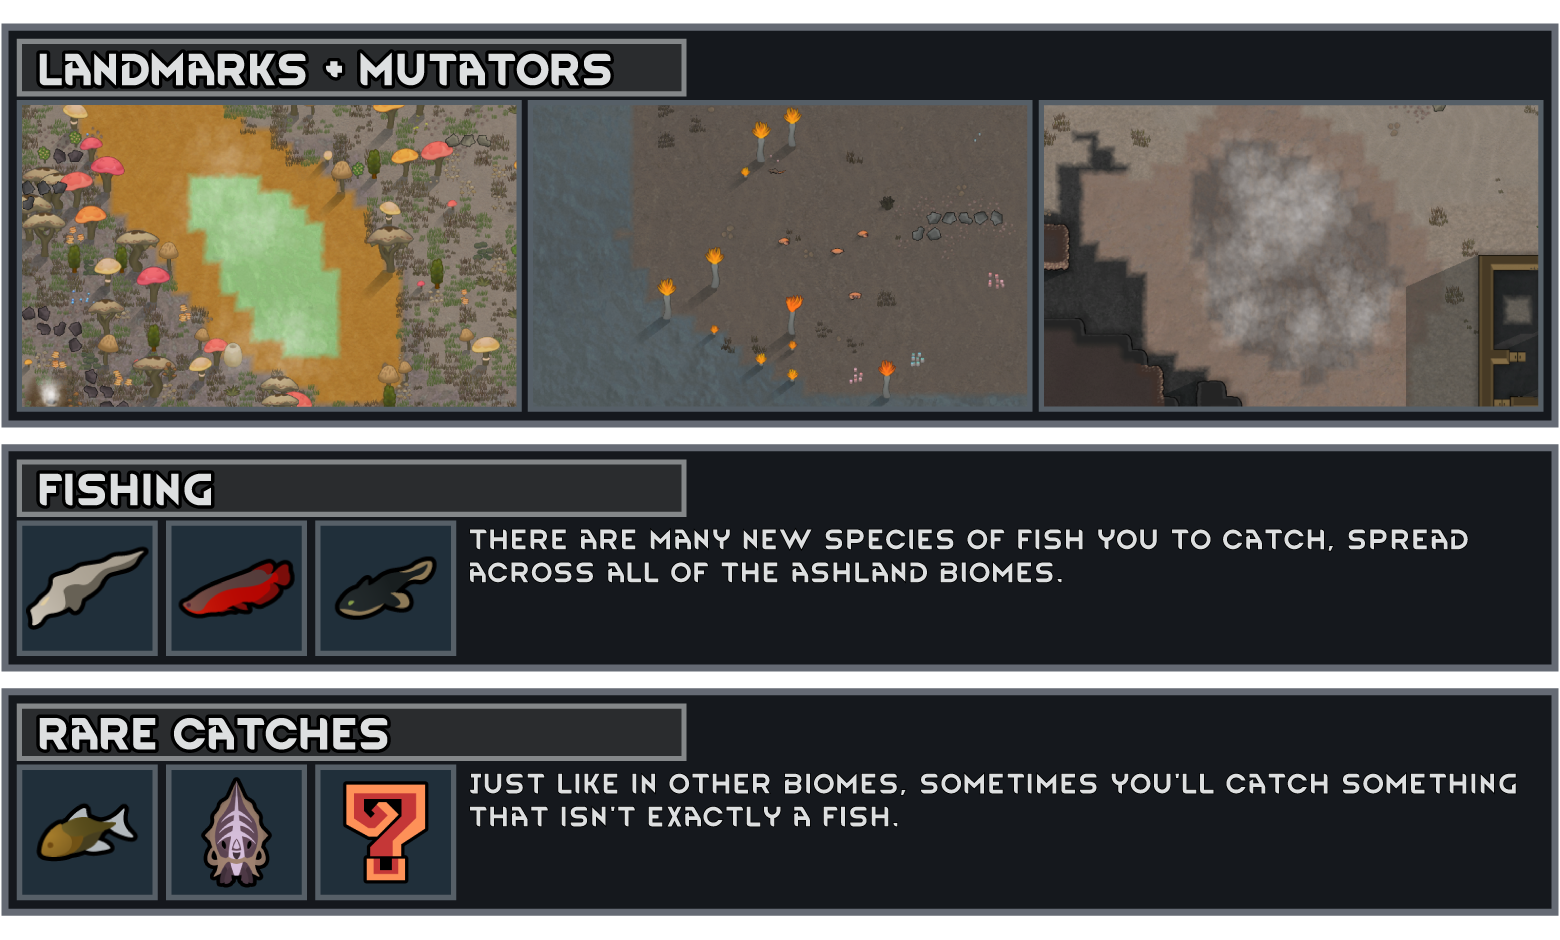 LANDMARKS + MUTATORS
FISHING
THERE ARE MANY NEW SPECIES OF FISH YOU TO CATCH, SPREAD
ACROSS ALL OF THE ASHLAND BIOMES.
RARE CATCHES
?
JUST LIKE IN OTHER BIOMES, SOMETIMES YOU'LL CATCH SOMETHING
THAT ISN'T EXACTLY A FISH.